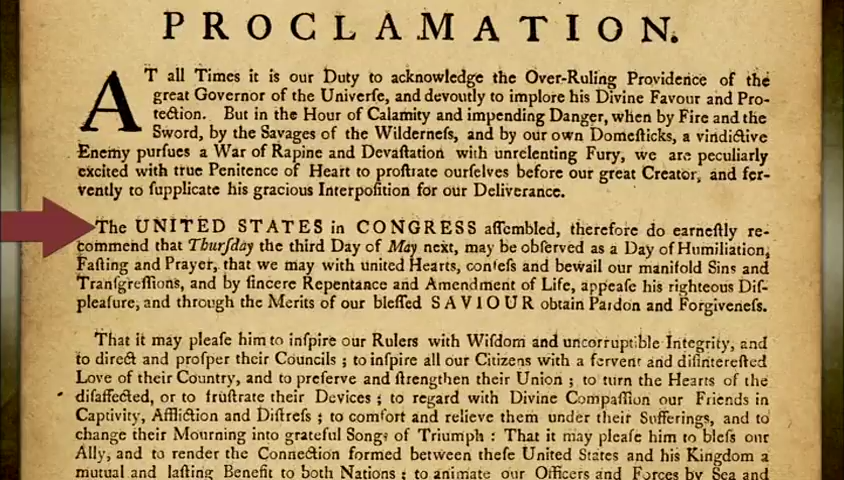 PROCLAMATION.
AT all Times it is our Duty to acknowledge the Over-Ruling Providence of the
great Governor of the Univerſe, and devoutly to implore his Divine Favour and Pro-
tection. But in the Hour of Calamity and impending Danger, when by Fire and the
Sword, by the Savages of the Wilderneſs, and by our own Domeſticks, a vindictive
Enemy purſues a War of Rapine and Devaſtation with unrelenting Fury, we are peculiarly
excited with true Penitence of Heart to proſtrate ourſelves before our great Creator, and fer-
vently to ſupplicate his gracious Interpoſition for our Deliverance.
The UNITED STATES in CONGRESS aſſembled, therefore do earneſtly re-
commend that Thurſday the third Day of May next, may be obſerved as a Day of Humiliation,
Faſting and Prayer, that we may with united Hearts, confeſs and bewail our manifold Sins and
Tranſgreſſions, and by ſincere Repentance and Amendment of Life, appeaſe his righteous Diſ-
pleaſure, and through the Merits of our bleſſed SAVIOUR obtain Pardon and Forgiveneſs.
That it may pleaſe him to inſpire our Rulers with Wiſdom and uncorruptible Integrity, and
to direct and proſper their Councils ; to inſpire all our Citizens with a fervent and diſintereſted
Love of their Country, and to preſerve and ſtrengthen their Union ; to turn the Hearts of the
diſaffected, or to fruſtrate their Devices ; to regard with Divine Compaſſion our Friends in
Captivity, Affliction and Diſtreſs ; to comfort and relieve them under their Sufferings, and to
change their Mourning into grateful Songs of Triumph : That it may pleaſe him to bleſs our
Ally, and to render the Connection formed between theſe United States and his Kingdom a
mutual and laſting Benefit to both Nations ; to animate our Officers and Forces by Sea and